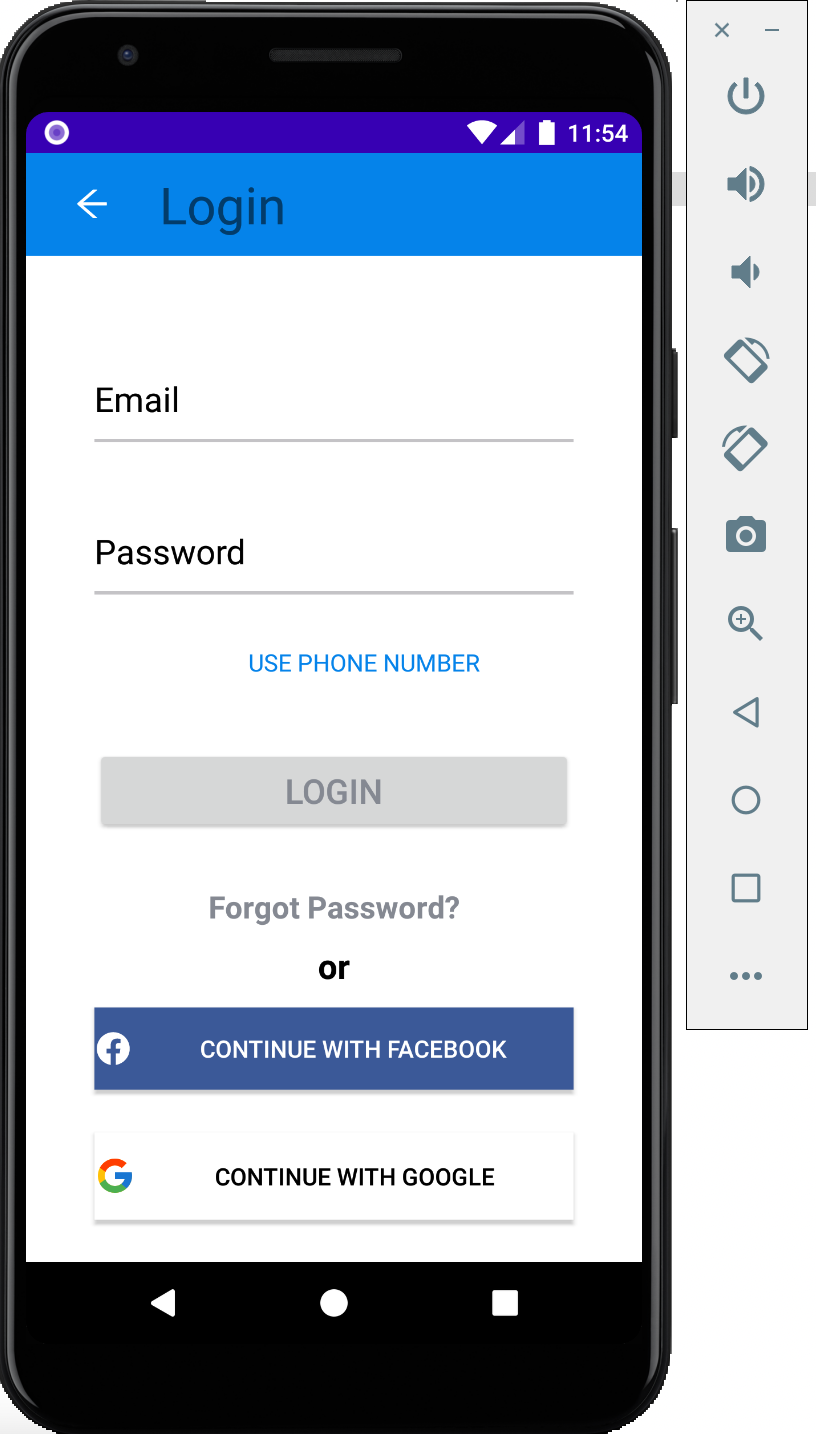 11:54
Login
Email
Password
USE PHONE NUMBER
LOGIN
Forgot Password?
or
CONTINUE WITH FACEBOOK
CONTINUE WITH GOOGLE